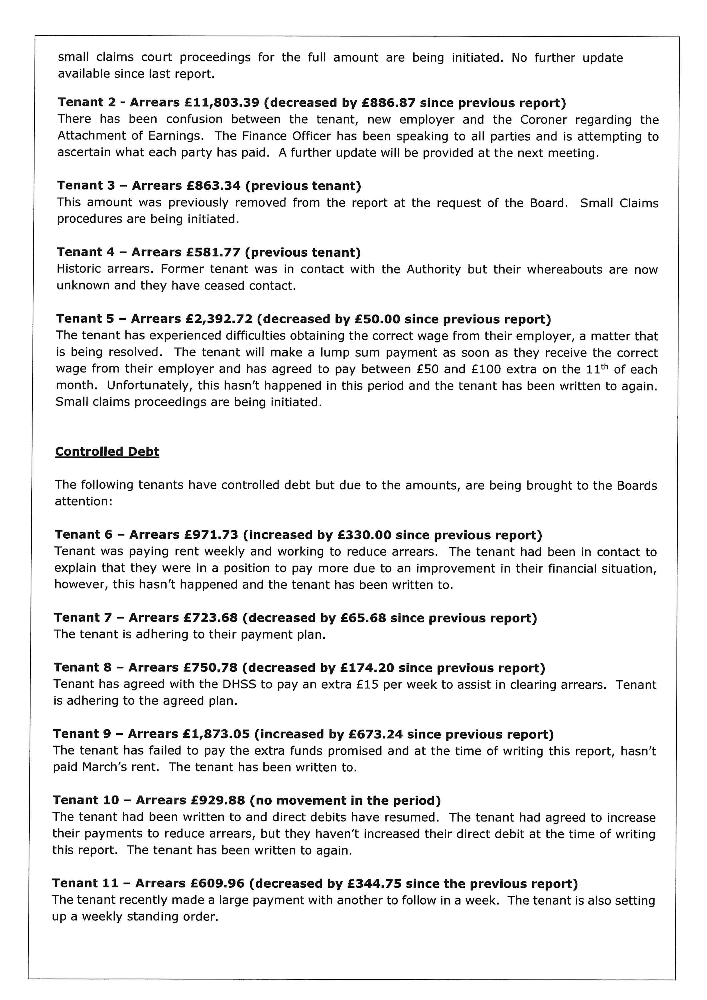 small claims court proceedings for the full amount are being initiated. No further update
available since last report.
Tenant 2 - Arrears £11,803.39 (decreased by £886.87 since previous report)
There has been confusion between the tenant, new employer and the Coroner regarding the
Attachment of Earnings. The Finance Officer has been speaking to all parties and is attempting to
ascertain what each party has paid. A further update will be provided at the next meeting.
Tenant 3 – Arrears £863.34 (previous tenant)
This amount was previously removed from the report at the request of the Board. Small Claims
procedures are being initiated.
Tenant 4 – Arrears £581.77 (previous tenant)
Historic arrears. Former tenant was in contact with the Authority but their whereabouts are now
unknown and they have ceased contact.
Tenant 5 – Arrears £2,392.72 (decreased by £50.00 since previous report)
The tenant has experienced difficulties obtaining the correct wage from their employer, a matter that
is being resolved. The tenant will make a lump sum payment as soon as they receive the correct
wage from their employer and has agreed to pay between £50 and £100 extra on the 11th of each
month. Unfortunately, this hasn't happened in this period and the tenant has been written to again.
Small claims proceedings are being initiated.
Controlled Debt
The following tenants have controlled debt but due to the amounts, are being brought to the Boards
attention:
Tenant 6 – Arrears £971.73 (increased by £330.00 since previous report)
Tenant was paying rent weekly and working to reduce arrears. The tenant had been in contact to
explain that they were in a position to pay more due to an improvement in their financial situation,
however, this hasn't happened and the tenant has been written to.
Tenant 7 – Arrears £723.68 (decreased by £65.68 since previous report)
The tenant is adhering to their payment plan.
Tenant 8 – Arrears £750.78 (decreased by £174.20 since previous report)
Tenant has agreed with the DHSS to pay an extra £15 per week to assist in clearing arrears. Tenant
is adhering to the agreed plan.
Tenant 9 – Arrears £1,873.05 (increased by £673.24 since previous report)
The tenant has failed to pay the extra funds promised and at the time of writing this report, hasn't
paid March's rent. The tenant has been written to.
Tenant 10 – Arrears £929.88 (no movement in the period)
The tenant had been written to and direct debits have resumed. The tenant had agreed to increase
their payments to reduce arrears, but they haven't increased their direct debit at the time of writing
this report. The tenant has been written to again.
Tenant 11 – Arrears £609.96 (decreased by £344.75 since the previous report)
The tenant recently made a large payment with another to follow in a week. The tenant is also setting
up a weekly standing order.